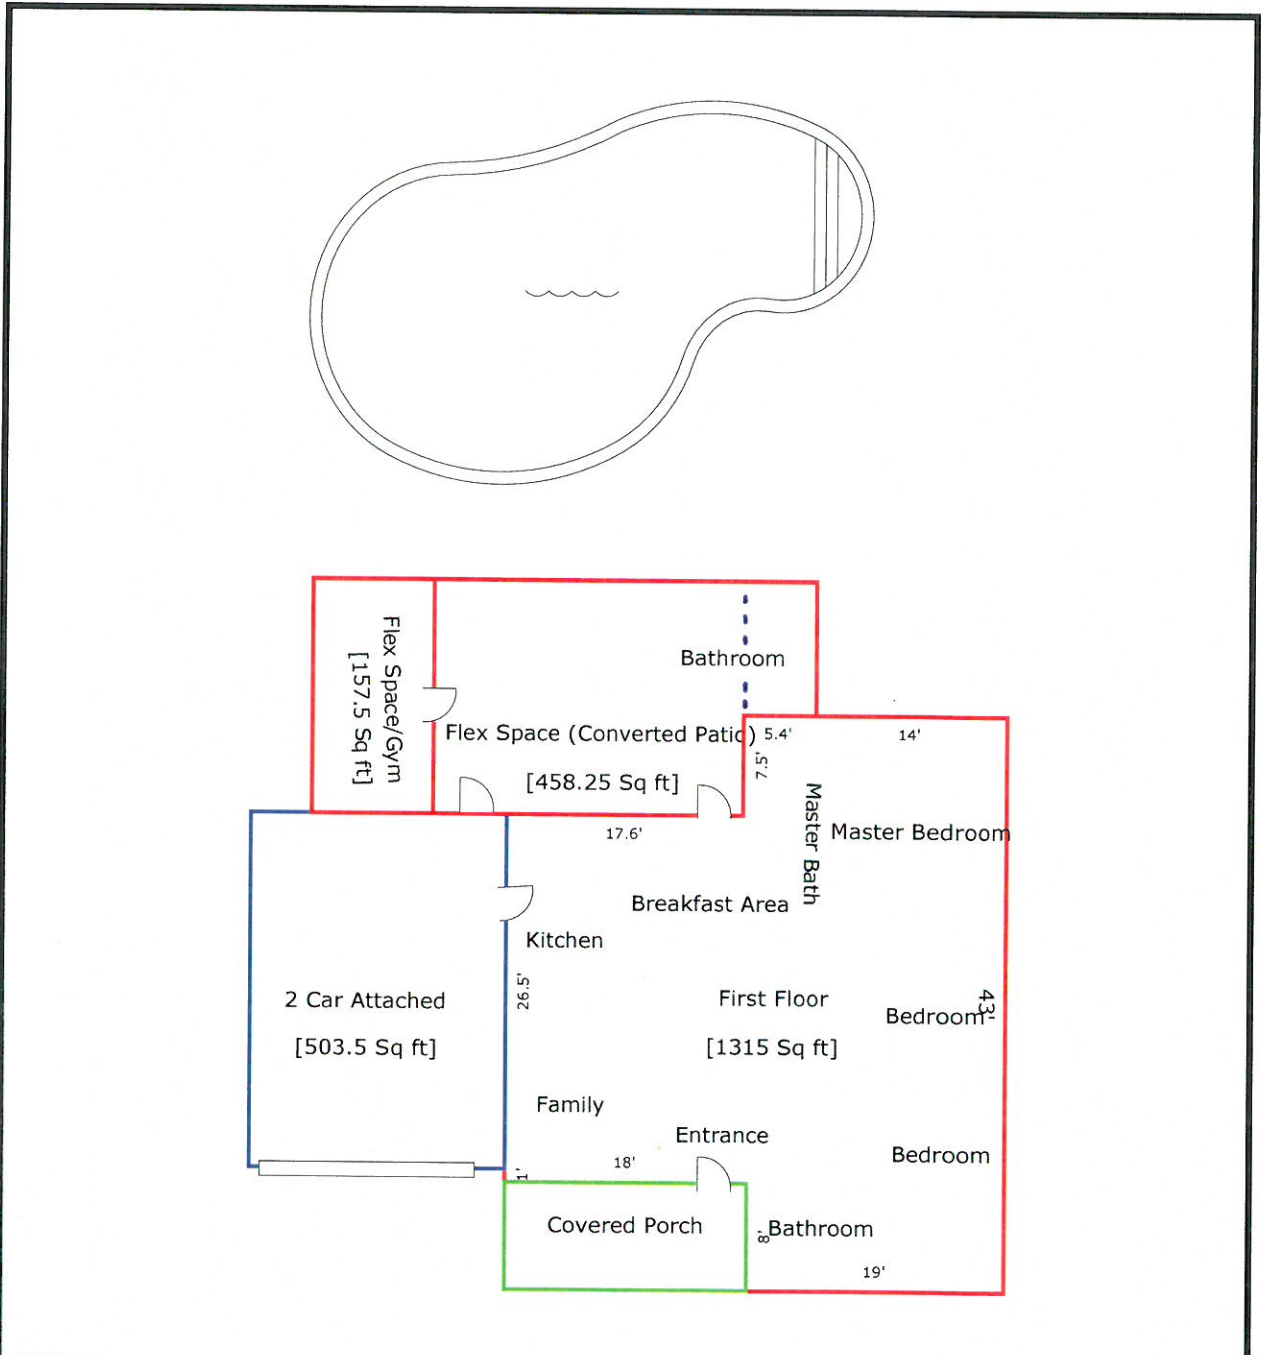 Flex Space/Gym
[157.5 Sq ft]
Bathroom
Flex Space (Converted Patio)
[458.25 Sq ft]
5.4'
14'
7.5'
17.6'
Master Bath
Master Bedroom
Breakfast Area
Kitchen
26.5'
2 Car Attached
[503.5 Sq ft]
First Floor
[1315 Sq ft]
43'
Bedroom
Family
Entrance
Bedroom
18'
1'
Covered Porch
8'
Bathroom
19'